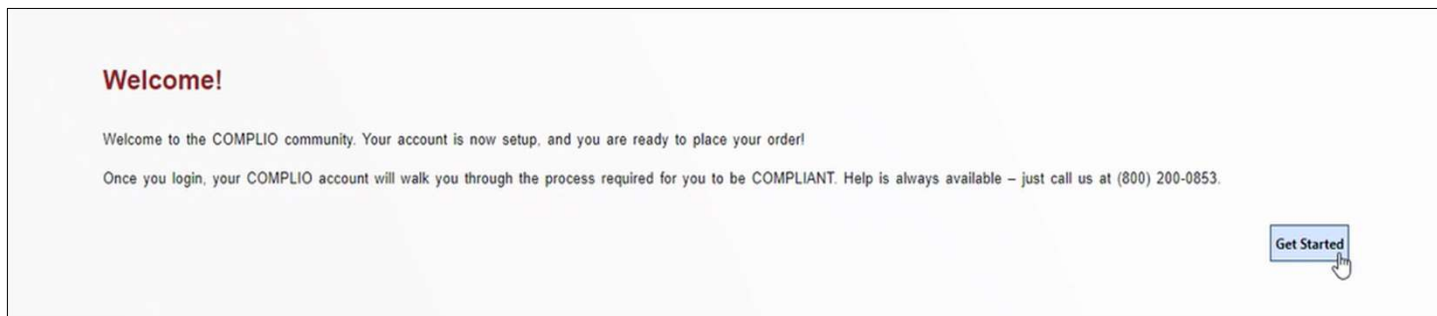 Welcome!
Welcome to the COMPLIO community. Your account is now setup, and you are ready to place your order!
Once you login, your COMPLIO account will walk you through the process required for you to be COMPLIANT. Help is always available – just call us at (800) 200-0853.
Get Started